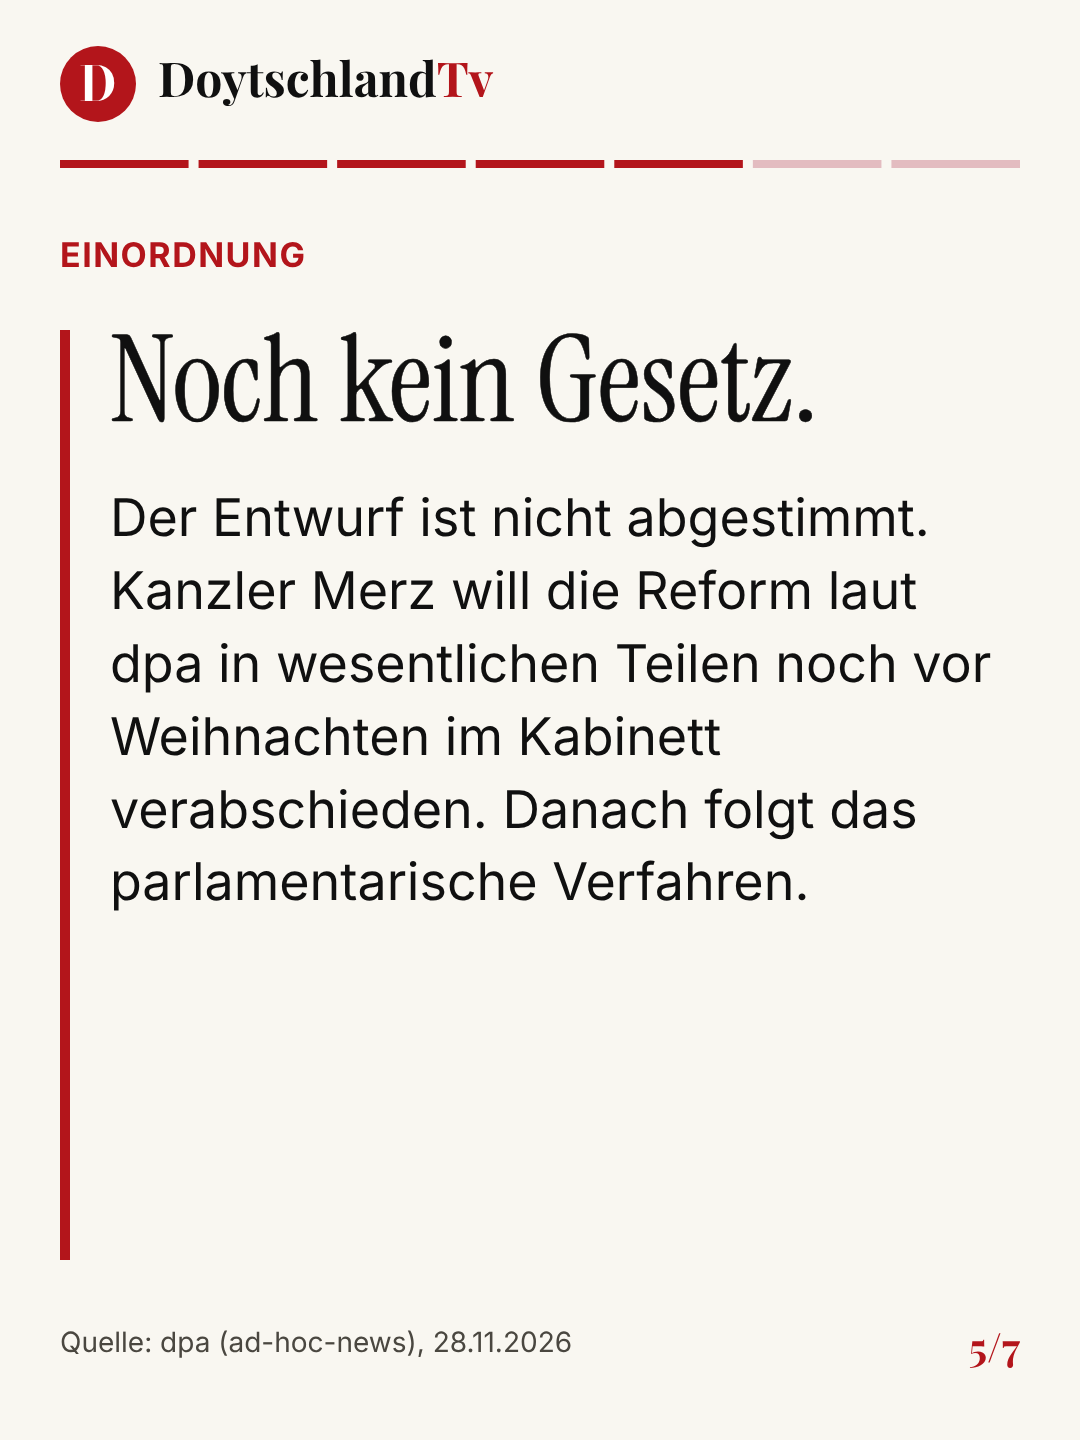 D DoytschlandTv
EINORDNUNG
Noch kein Gesetz.
Der Entwurf ist nicht abgestimmt.
Kanzler Merz will die Reform laut
dpa in wesentlichen Teilen noch vor
Weihnachten im Kabinett
verabschieden. Danach folgt das
parlamentarische Verfahren.
Quelle: dpa (ad-hoc-news), 28.11.2026
5/7